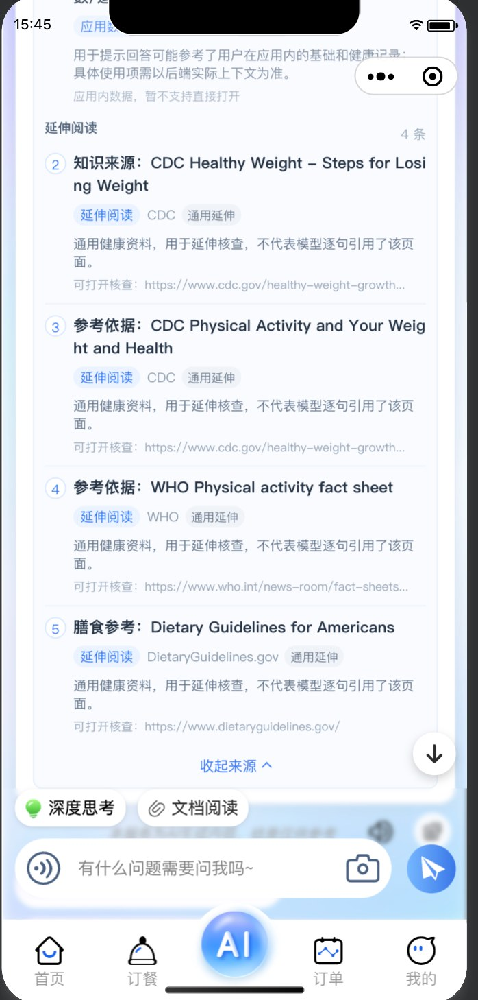 15:45
用于提示回答可能参考了用户在应用内的基础和健康记录；
具体使用项需以后端实际上下文为准。
应用内数据，暂不支持直接打开
延伸阅读
4 条
2
知识来源：CDC Healthy Weight – Steps for Losi
ng Weight
延伸阅读 CDC 通用延伸
通用健康资料，用于延伸核查，不代表模型逐句引用了该页
面。
可打开核查：https://www.cdc.gov/healthy-weight-growth...
3
参考依据：CDC Physical Activity and Your Weig
ht and Health
延伸阅读 CDC 通用延伸
通用健康资料，用于延伸核查，不代表模型逐句引用了该页
面。
可打开核查：https://www.cdc.gov/healthy-weight-growth...
4
参考依据：WHO Physical activity fact sheet
延伸阅读 WHO 通用延伸
通用健康资料，用于延伸核查，不代表模型逐句引用了该页
面。
可打开核查：https://www.who.int/news-room/fact-sheets...
5
膳食参考：Dietary Guidelines for Americans
延伸阅读 DietaryGuidelines.gov 通用延伸
通用健康资料，用于延伸核查，不代表模型逐句引用了该页
面。
可打开核查：https://www.dietaryguidelines.gov/
收起来源
深度思考 文档阅读
有什么问题需要问我吗~
AI
首页 订餐 订单 我的